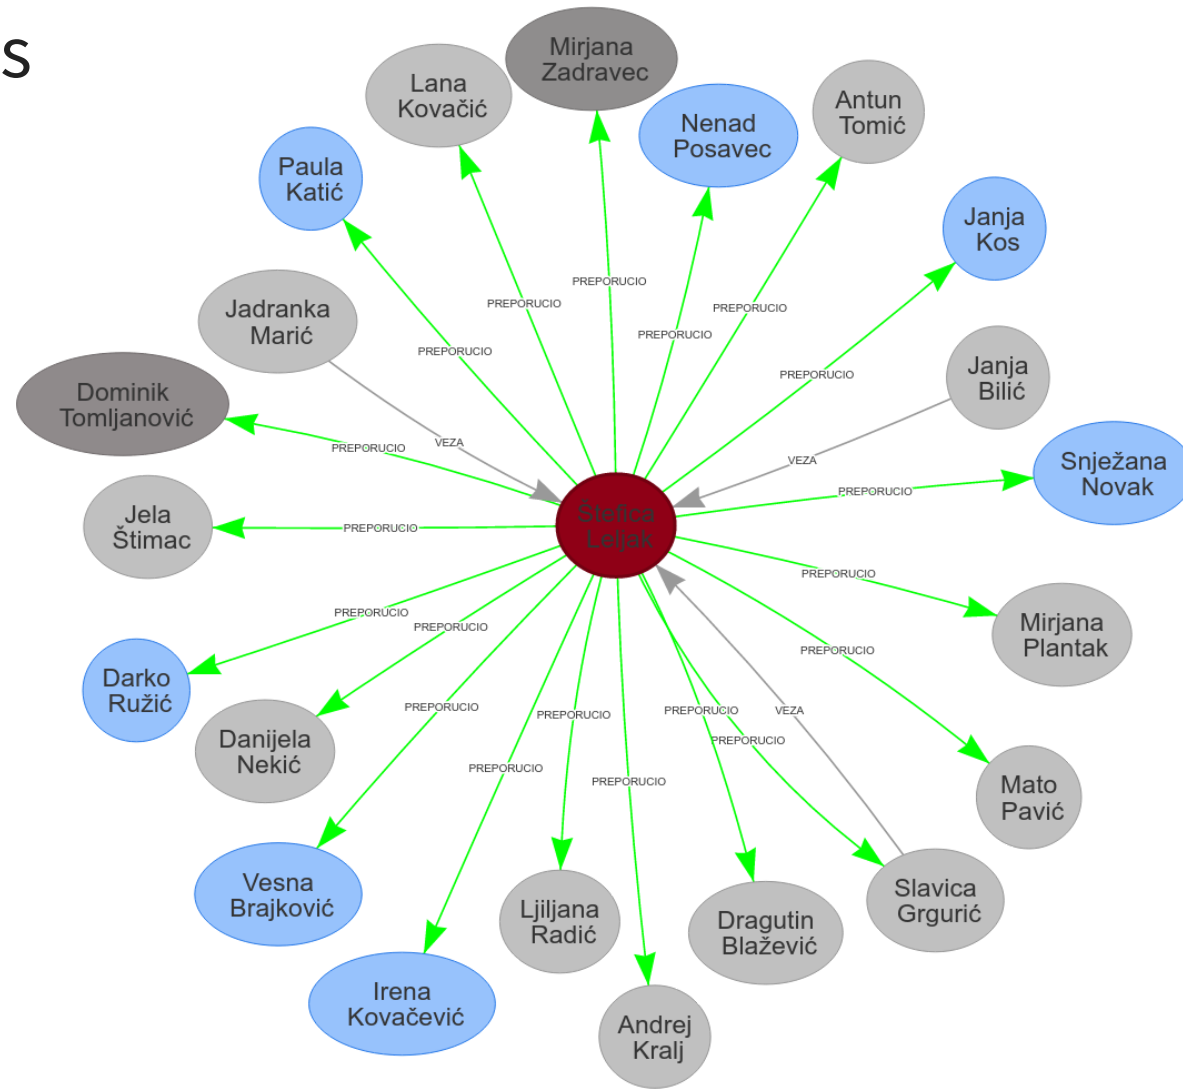 s
Mirjana
Zadravec
Lana
Kovačić
Antun
Tomić
Nenad
Posavec
Paula
Katić
Janja
Kos
PREPORUCIO
PREPORUCIO
PREPORUCIO
Jadranka
Marić
PREPORUCIO
PREPORUCIO
Janja
Bilić
PREPORUCIO
Dominik
Tomljanović
VEZA
PREPORUCIO
VEZA
Snježana
Novak
PREPORUCIO
Jela
Štimac
PREPORUCIO
Štefica
Leljak
PREPORUCIO
PREPORUCIO
PREPORUCIO
Mirjana
Plantak
PREPORUCIO
Darko
Ružić
PREPORUCIO
PREPORUCIO
PREPORUCIO
VEZA
Danijela
Nekić
PREPORUCIO
PREPORUCIO
PREPORUCIO
Mato
Pavić
Vesna
Brajković
Slavica
Grgurić
Ljiljana
Radić
Dragutin
Blažević
Irena
Kovačević
Andrej
Kralj